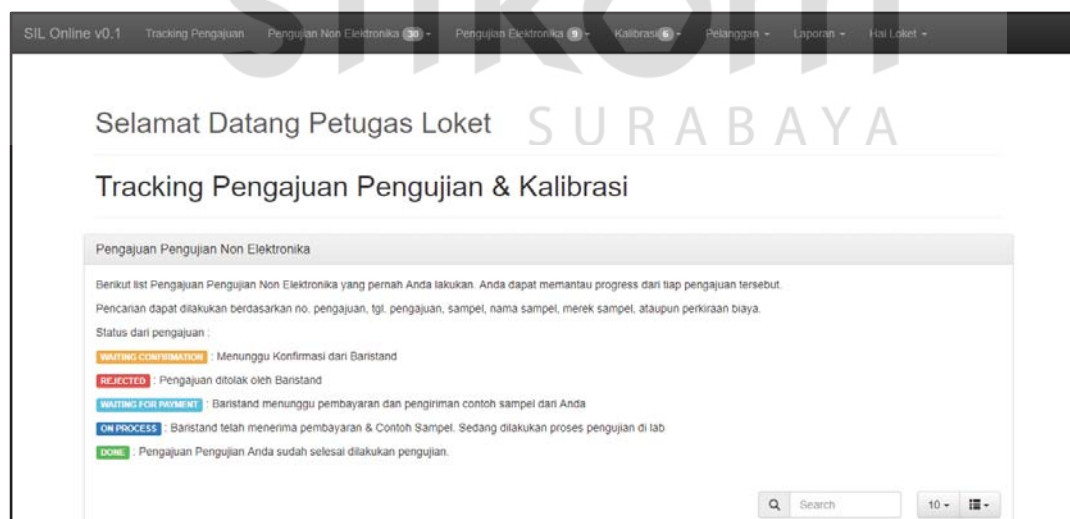 SIL Online v0.1 Tracking Pengajuan Pengujian Non Elektronika 30 Pengujian Elektronika 9 Kalibrasi 6 Pelanggan Laporan Hal Loket
SURABAYA
Selamat Datang Petugas Loket
Tracking Pengajuan Pengujian & Kalibrasi
Pengajuan Pengujian Non Elektronika
Berikut list Pengajuan Pengujian Non Elektronika yang pernah Anda lakukan. Anda dapat memantau progress dari tiap pengajuan tersebut.
Pencarian dapat dilakukan berdasarkan no. pengajuan, tgl. pengajuan, sampel, nama sampel, merek sampel, ataupun perkiraan biaya.
Status dari pengajuan :
WAITING CONFIRMATION : Menunggu Konfirmasi dari Baristand
REJECTED : Pengajuan ditolak oleh Baristand
WAITING FOR PAYMENT : Baristand menunggu pembayaran dan pengiriman contoh sampel dari Anda
ON PROCESS : Baristand telah menerima pembayaran & Contoh Sampel. Sedang dilakukan proses pengujian di lab
DONE : Pengajuan Pengujian Anda sudah selesai dilakukan pengujian.
Search 10